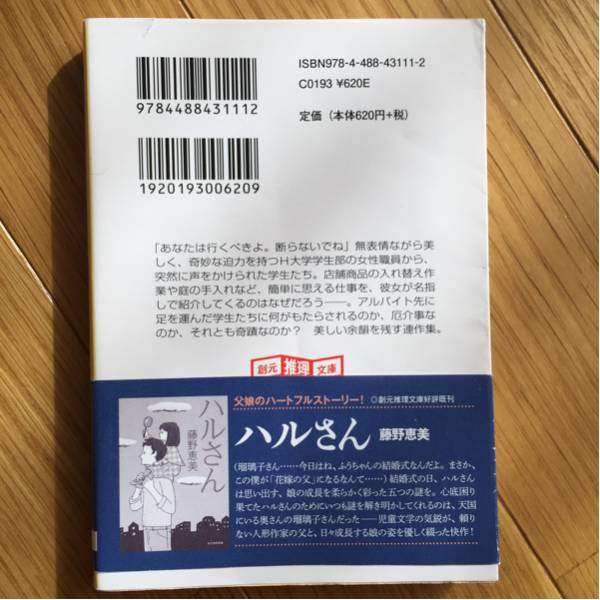 ISBN978-4-488-43111-2
C0193 ¥620E
定価（本体620円+税）
9784488431112
1920193006209
「あなたは行くべきよ。断らないでね」無表情ながら美
しく、奇妙な迫力を持つH大学学生部の女性職員から、
突然に声をかけられた学生たち。店舗商品の入れ替え作
業や庭の手入れなど、簡単に思える仕事を、彼女が名指
しで紹介してくるのはなぜだろう──。アルバイト先に
足を運んだ学生たちに何がもたらされるのか、厄介事な
のか、それとも奇蹟なのか？　美しい余韻を残す連作集。
創元推理文庫
父娘のハートフルストーリー！ ◎創元推理文庫好評既刊
ハルさん 藤野恵美
（瑠璃子さん……今日はね、ふうちゃんの結婚式なんだよ。まさか、
この僕が「花嫁の父」になるなんて……）結婚式の日、ハルさん
は思い出す、娘の成長を柔らかく彩った五つの謎を。心底困り
果てたハルさんのためにいつも謎を解き明かしてくれるのは、天国
にいる奥さんの瑠璃子さんだった──児童文学の気鋭が、頼り
ない人形作家の父と、日々成長する娘の姿を優しく綴った快作！
ハルさん
藤野恵美